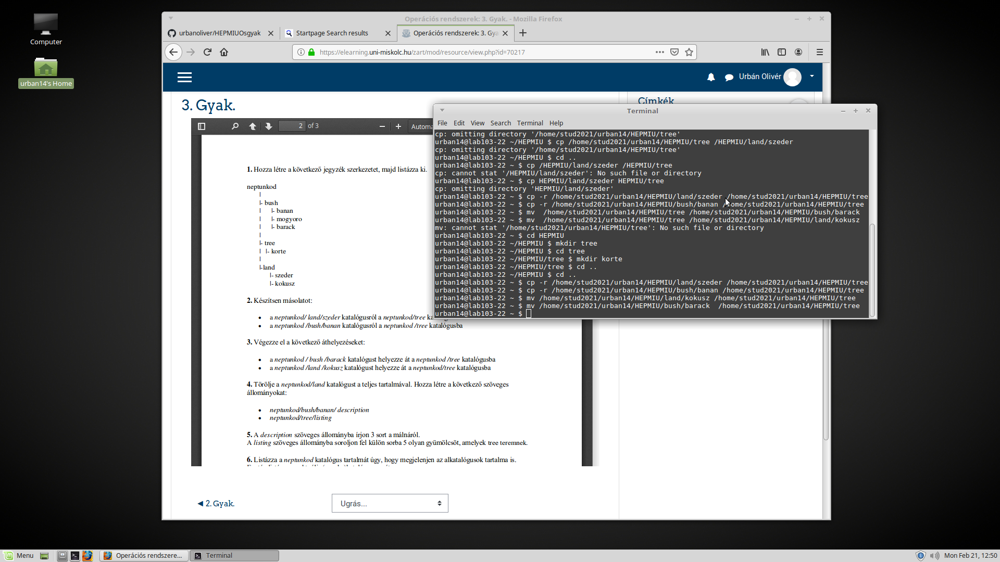 Computer
urban14's Home
Operációs rendszerek: 3. Gyak. - Mozilla Firefox
urbanoliver/HEPMIUOsgyak
Startpage Search results
Operációs rendszerek: 3. Gya
https://elearning.uni-miskolc.hu/zart/mod/resource/view.php?id=70217
Urbán Olivér
3. Gyak.
Címkék
2 of 3
Automa
1. Hozza létre a következő jegyzék szerkezetet, majd listázza ki.
neptunkod
|
|- bush
| |- banan
| |- mogyoro
| |- barack
|
|- tree
| |- korte
|
|-land
|- szeder
|- kokusz
2. Készítsen másolatot:
• a neptunkod/ land/szeder katalógusról a neptunkod/tree ka
• a neptunkod /bush/banan katalógusról a neptunkod /tree katalógusba
3. Végezze el a következő áthelyezéseket:
• a neptunkod / bush /barack katalógust helyezze át a neptunkod /tree katalógusba
• a neptunkod /land /kokusz katalógust helyezze át a neptunkod/tree katalógusba
4. Törölje a neptunkod/land katalógust a teljes tartalmával. Hozza létre a következő szöveges
állományokat:
• neptunkod/bush/banan/ description
• neptunkod/tree/listing
5. A description szöveges állományba írjon 3 sort a málnáról.
A listing szöveges állományba soroljon fel külön sorba 5 olyan gyümölcsöt, amelyek tree teremnek.
6. Listázza a neptunkod katalógus tartalmát úgy, hogy megjelenjen az alkatalógusok tartalma is.
◄ 2. Gyak.
Ugrás...
Terminal
File Edit View Search Terminal Help
cp: omitting directory '/home/stud2021/urban14/HEPMIU/tree'
urban14@lab103-22 ~/HEPMIU $ cp /home/stud2021/urban14/HEPMIU/tree /HEPMIU/land/szeder
cp: omitting directory '/home/stud2021/urban14/HEPMIU/tree'
urban14@lab103-22 ~/HEPMIU $ cd ..
urban14@lab103-22 ~ $ cp /HEPMIU/land/szeder /HEPMIU/tree
cp: cannot stat '/HEPMIU/land/szeder': No such file or directory
urban14@lab103-22 ~ $ cp HEPMIU/land/szeder HEPMIU/tree
cp: omitting directory 'HEPMIU/land/szeder'
urban14@lab103-22 ~ $ cp -r /home/stud2021/urban14/HEPMIU/land/szeder /home/stud2021/urban14/HEPMIU/tree
urban14@lab103-22 ~ $ cp -r /home/stud2021/urban14/HEPMIU/bush/banan /home/stud2021/urban14/HEPMIU/tree
urban14@lab103-22 ~ $ mv  /home/stud2021/urban14/HEPMIU/tree /home/stud2021/urban14/HEPMIU/bush/barack
urban14@lab103-22 ~ $ mv  /home/stud2021/urban14/HEPMIU/tree /home/stud2021/urban14/HEPMIU/land/kokusz
mv: cannot stat '/home/stud2021/urban14/HEPMIU/tree': No such file or directory
urban14@lab103-22 ~ $ cd HEPMIU
urban14@lab103-22 ~/HEPMIU $ mkdir tree
urban14@lab103-22 ~/HEPMIU $ cd tree
urban14@lab103-22 ~/HEPMIU/tree $ mkdir korte
urban14@lab103-22 ~/HEPMIU/tree $ cd ..
urban14@lab103-22 ~/HEPMIU $ cd ..
urban14@lab103-22 ~ $ cp -r /home/stud2021/urban14/HEPMIU/land/szeder /home/stud2021/urban14/HEPMIU/tree
urban14@lab103-22 ~ $ cp -r /home/stud2021/urban14/HEPMIU/bush/banan /home/stud2021/urban14/HEPMIU/tree
urban14@lab103-22 ~ $ mv /home/stud2021/urban14/HEPMIU/land/kokusz /home/stud2021/urban14/HEPMIU/tree
urban14@lab103-22 ~ $ mv /home/stud2021/urban14/HEPMIU/bush/barack  /home/stud2021/urban14/HEPMIU/tree
urban14@lab103-22 ~ $
Menu
Operációs rendszere...
Terminal
Mon Feb 21, 12:50